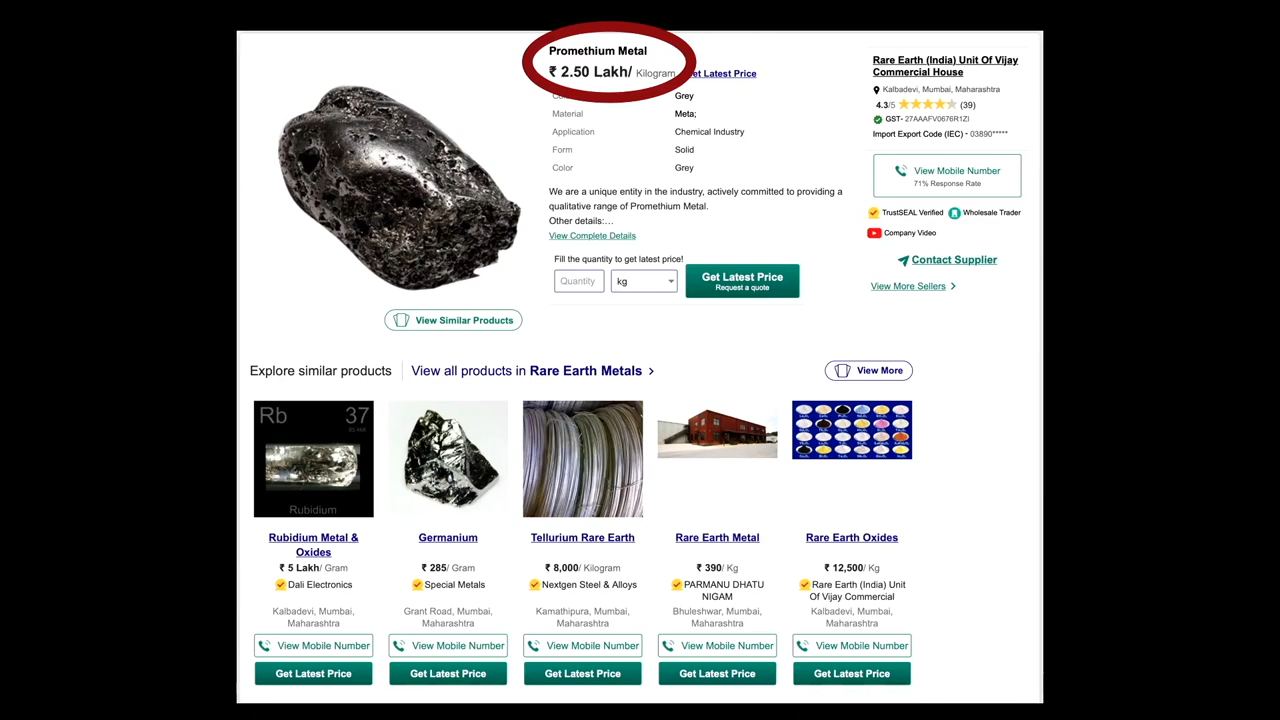 Promethium Metal
₹ 2.50 Lakh/ Kilogram
et Latest Price
Grey
Material Meta;
Application Chemical Industry
Form Solid
Color Grey
We are a unique entity in the industry, actively committed to providing a
qualitative range of Promethium Metal.
Other details:...
View Complete Details
Fill the quantity to get latest price!
Quantity
kg
Get Latest Price
Request a quote
View Similar Products
Rare Earth (India) Unit Of Vijay
Commercial House
Kalbadevi, Mumbai, Maharashtra
4.3/5 (39)
GST- 27AAAFV0676R1ZI
Import Export Code (IEC) - 03890*****
View Mobile Number
71% Response Rate
TrustSEAL Verified Wholesale Trader
Company Video
Contact Supplier
View More Sellers
Explore similar products
View all products in Rare Earth Metals
View More
Rb 37
Rubidium
Rubidium Metal &
Oxides
₹ 5 Lakh/ Gram
Dali Electronics
Kalbadevi, Mumbai,
Maharashtra
View Mobile Number
Get Latest Price
Germanium
₹ 285/ Gram
Special Metals
Grant Road, Mumbai,
Maharashtra
View Mobile Number
Get Latest Price
Tellurium Rare Earth
₹ 8,000/ Kilogram
Nextgen Steel & Alloys
Kamathipura, Mumbai,
Maharashtra
View Mobile Number
Get Latest Price
Rare Earth Metal
₹ 390/ Kg
PARMANU DHATU
NIGAM
Bhuleshwar, Mumbai,
Maharashtra
View Mobile Number
Get Latest Price
Rare Earth Oxides
₹ 12,500/ Kg
Rare Earth (India) Unit
Of Vijay Commercial
Kalbadevi, Mumbai,
Maharashtra
View Mobile Number
Get Latest Price